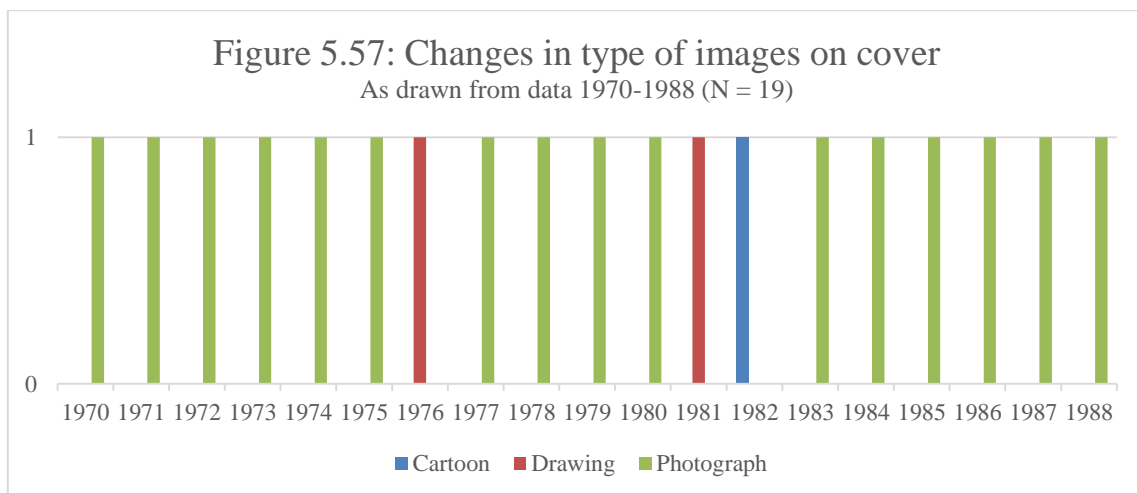 Figure 5.57: Changes in type of images on cover
As drawn from data 1970-1988 (N = 19)
1
0
1970 1971 1972 1973 1974 1975 1976 1977 1978 1979 1980 1981 1982 1983 1984 1985 1986 1987 1988
Cartoon Drawing Photograph